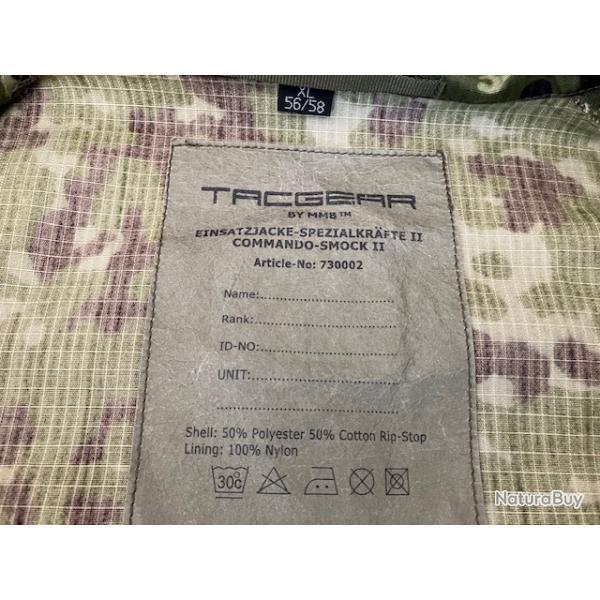 XL
56/58
TACGEAR
BY MMB™
EINSATZJACKE-SPEZIALKRÄFTE II
COMMANDO-SMOCK II
Article-No: 730002
Name:................................
Rank:................................
ID-NO:................................
UNIT:................................
................................
Shell: 50% Polyester 50% Cotton Rip-Stop
Lining: 100% Nylon
30c
NaturaBuy